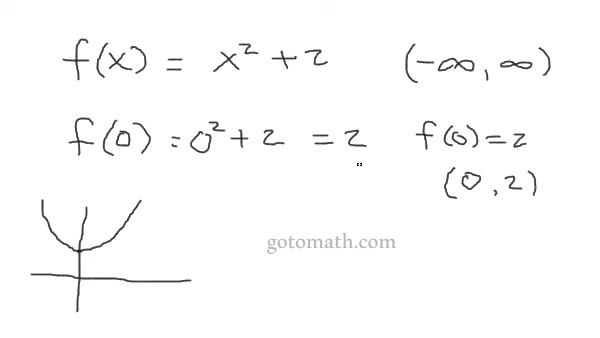 f(x) = x² + 2 (-∞, ∞)
f(0) = 0² + 2 = 2 f(0) = 2
(0, 2)
gotomath.com